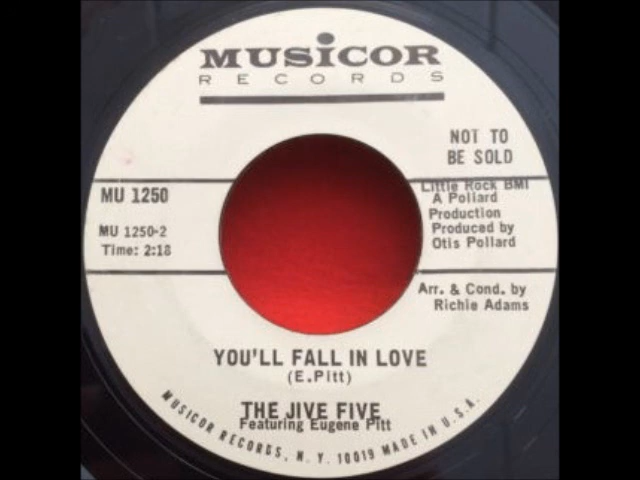 MUSICOR
RECORDS
NOT TO
BE SOLD
MU 1250
MU 1250-2
Time: 2:18
Little Rock BMI
A Pollard
Production
Produced by
Otis Pollard
Arr. & Cond. by
Richie Adams
YOU'LL FALL IN LOVE
(E.Pitt)
THE JIVE FIVE
Featuring Eugene Pitt
MUSICOR RECORDS, N. Y. 10019 MADE IN U.S.A.